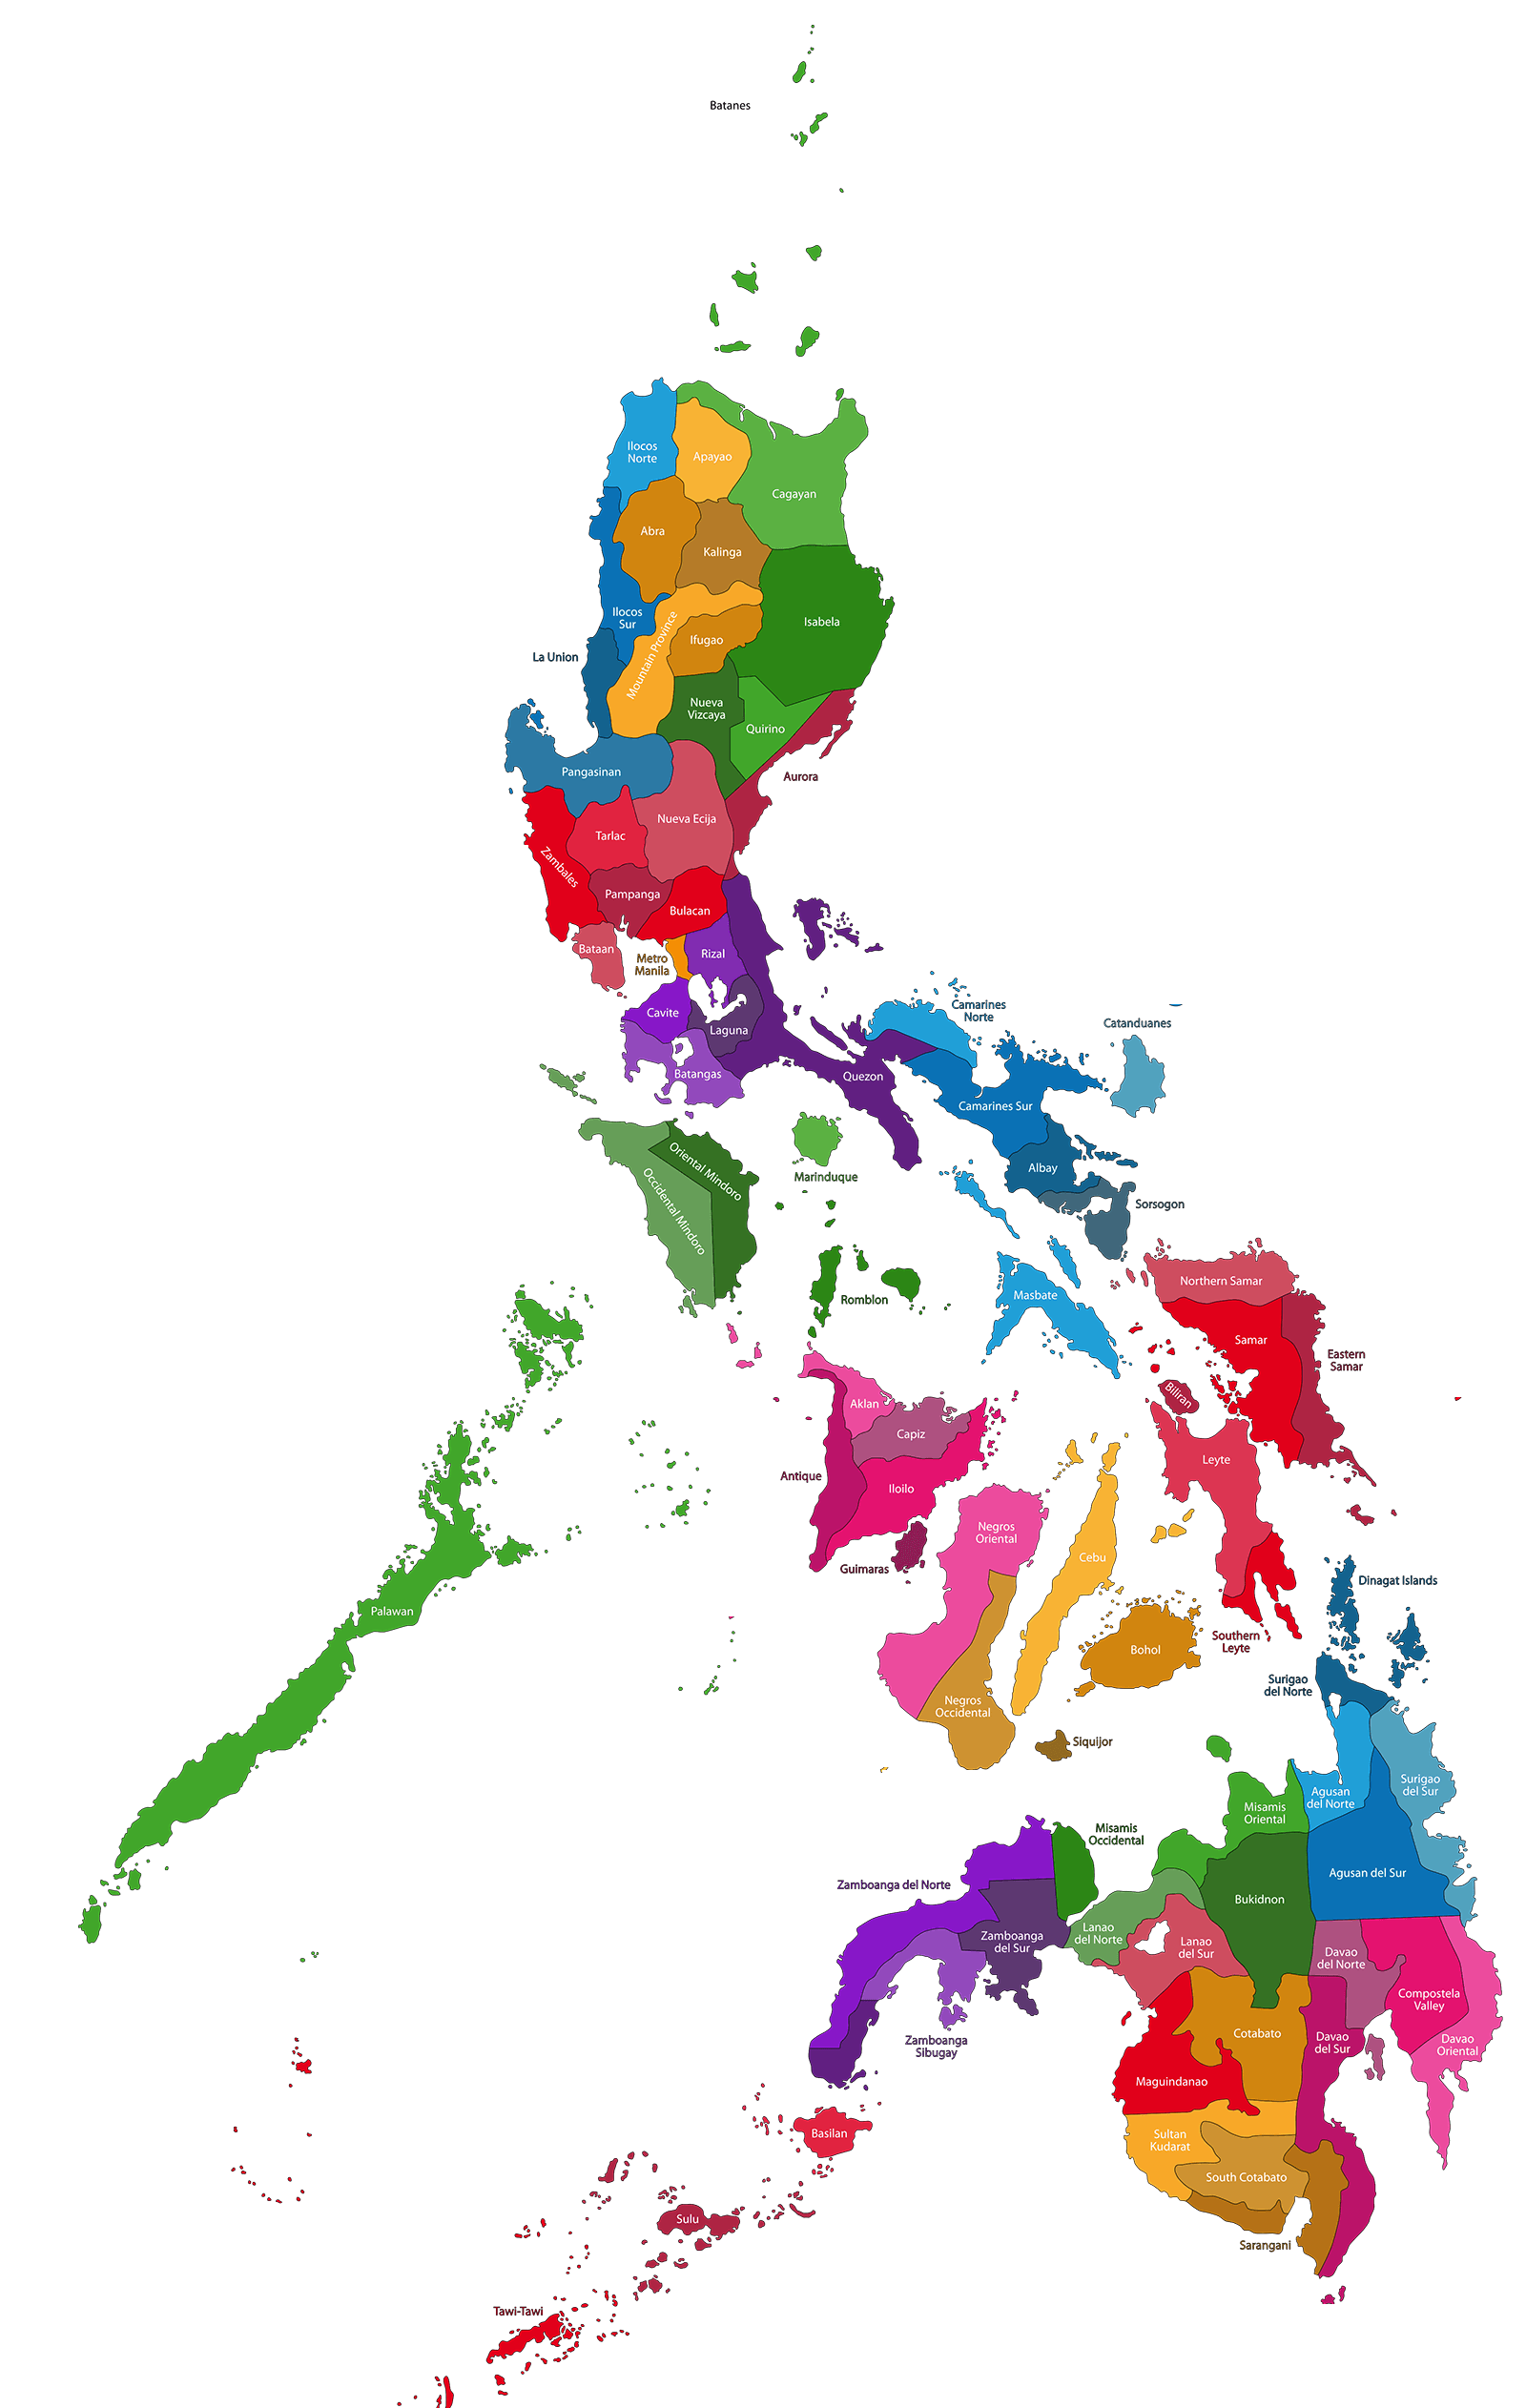 Batanes
Ilocos
Norte
Apayao
Cagayan
Abra
Kalinga
Ilocos
Sur
Mountain Province
Ifugao
Isabela
La Union
Nueva
Vizcaya
Quirino
Pangasinan
Aurora
Nueva Ecija
Tarlac
Zambales
Pampanga
Bulacan
Bataan
Metro
Manila
Rizal
Cavite
Laguna
Batangas
Quezon
Camarines
Norte
Catanduanes
Camarines Sur
Albay
Sorsogon
Marinduque
Oriental Mindoro
Occidental Mindoro
Romblon
Masbate
Northern Samar
Samar
Eastern
Samar
Biliran
Aklan
Capiz
Antique
Iloilo
Leyte
Guimaras
Negros
Oriental
Cebu
Dinagat Islands
Palawan
Bohol
Southern
Leyte
Surigao
del Norte
Negros
Occidental
Siquijor
Surigao
del Sur
Agusan
del Norte
Misamis
Oriental
Misamis
Occidental
Agusan del Sur
Zamboanga del Norte
Bukidnon
Zamboanga
del Sur
Lanao
del Norte
Lanao
del Sur
Davao
del Norte
Compostela
Valley
Cotabato
Davao
del Sur
Davao
Oriental
Zamboanga
Sibugay
Maguindanao
Basilan
Sultan
Kudarat
South Cotabato
Sulu
Sarangani
Tawi-Tawi